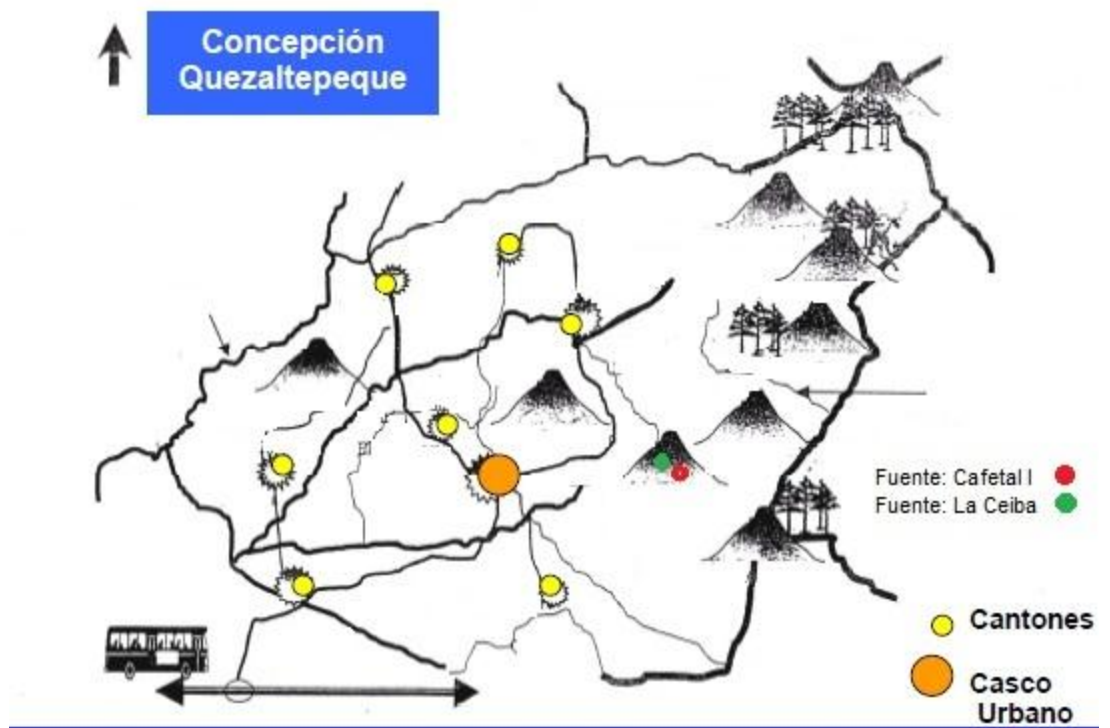 Concepción
Quezaltepeque
Fuente: Cafetal I
Fuente: La Ceiba
Cantones
Casco
Urbano